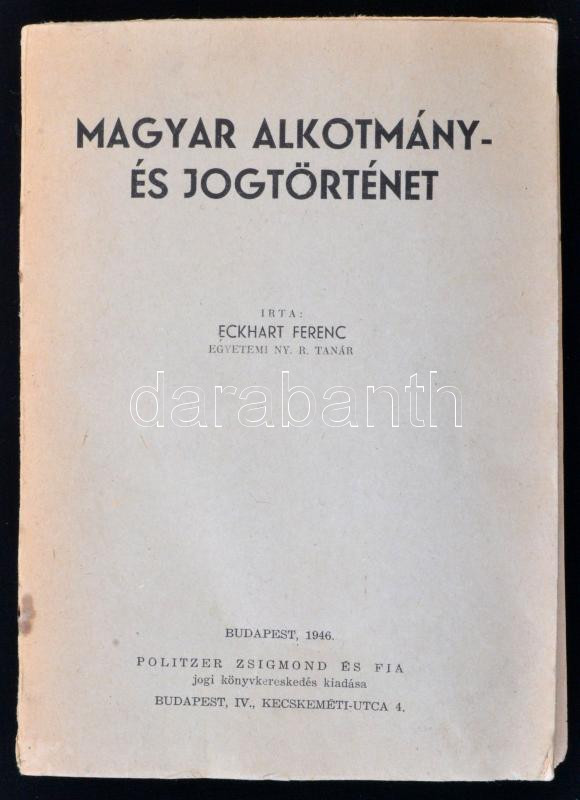 MAGYAR ALKOTMÁNY-
ÉS JOGTÖRTÉNET
IRTA:
ECKHART FERENC
EGYETEMI NY. R. TANÁR
darabanth
BUDAPEST, 1946.
POLITZER ZSIGMOND ÉS FIA
jogi könyvkereskedés kiadása
BUDAPEST, IV., KECSKEMÉTI-UTCA 4.